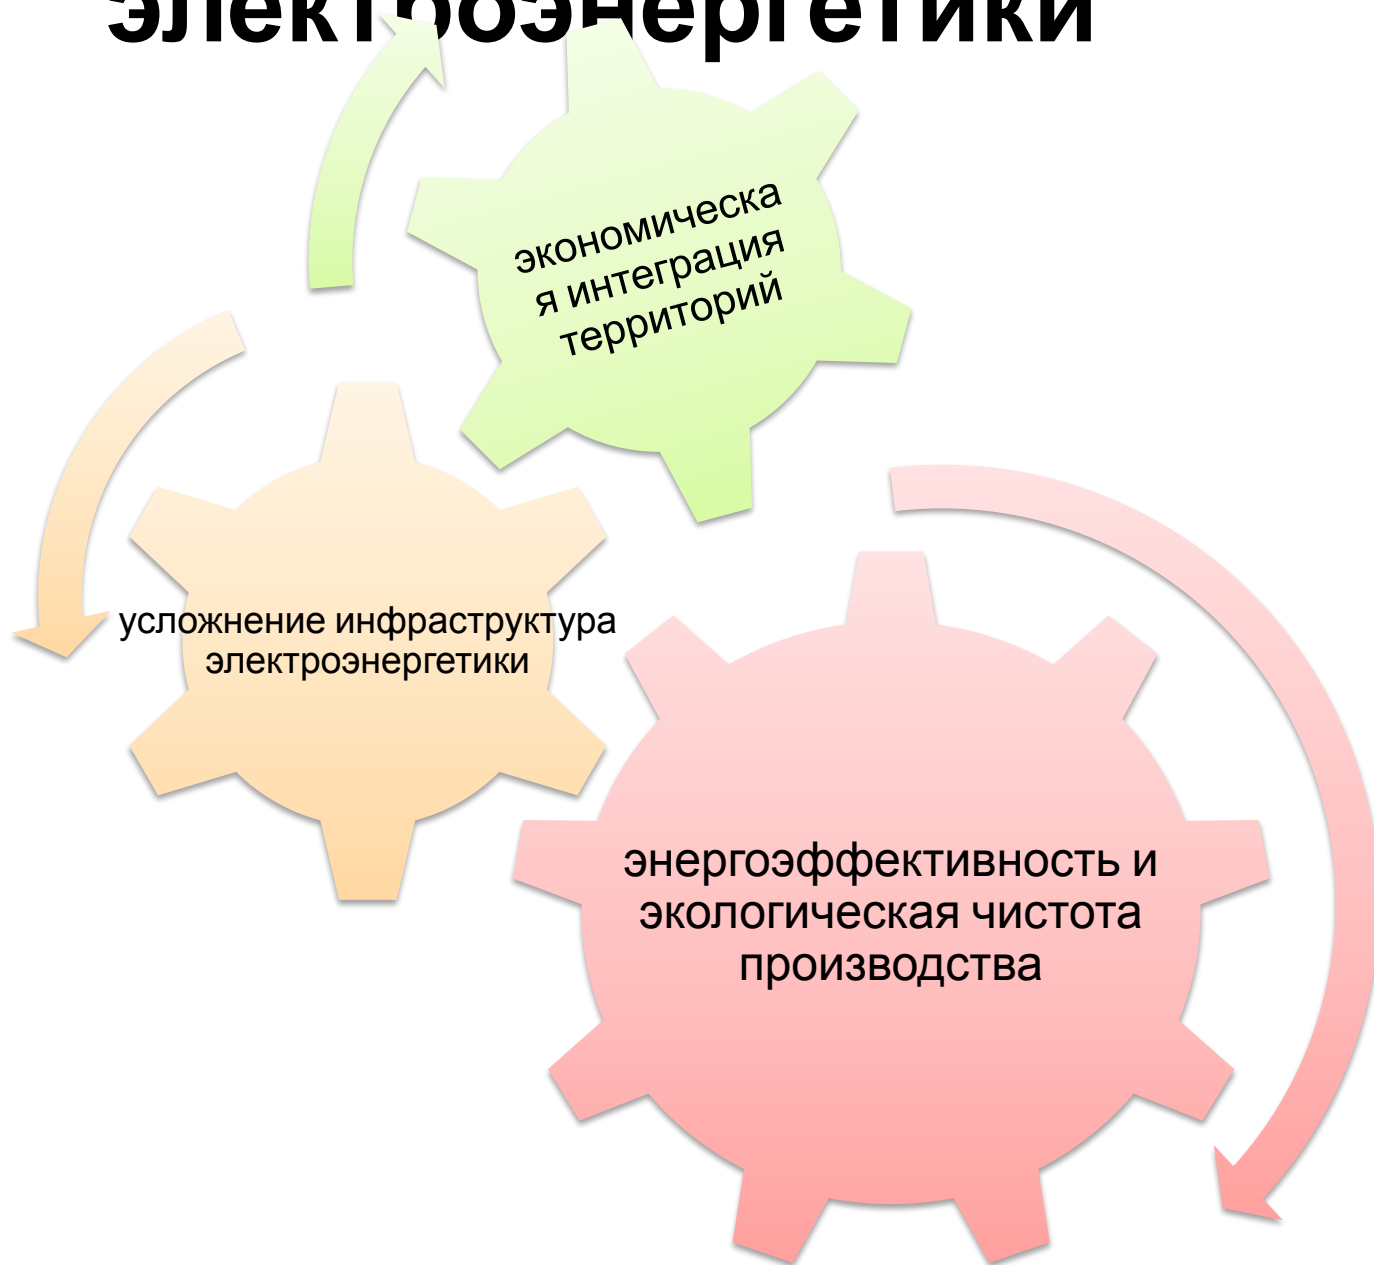 электроэнергетики
экономическа
я интеграция
территорий
усложнение инфраструктура
электроэнергетики
энергоэффективность и
экологическая чистота
производства